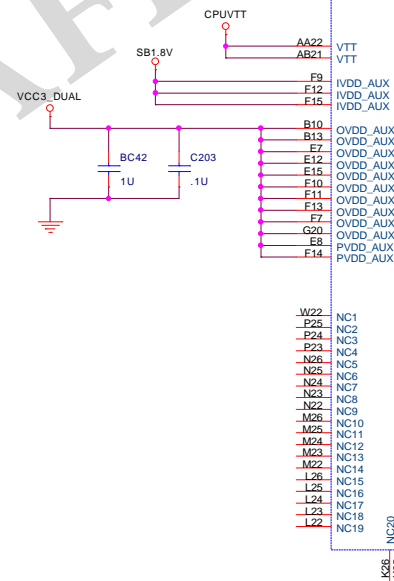 CPUVTT
AA22 VTT
AB21 VTT
SB1.8V
F9 IVDD_AUX
F12 IVDD_AUX
F15 IVDD_AUX
VCC3_DUAL
B10 OVDD_AUX
B13 OVDD_AUX
E7 OVDD_AUX
E12 OVDD_AUX
E15 OVDD_AUX
F10 OVDD_AUX
F11 OVDD_AUX
F13 OVDD_AUX
F7 OVDD_AUX
G20 OVDD_AUX
E8 PVDD_AUX
F14 PVDD_AUX
BC42
1U
C203
.1U
W22 NC1
P25 NC2
P24 NC3
P23 NC4
N26 NC5
N25 NC6
N24 NC7
N23 NC8
N22 NC9
M26 NC10
M25 NC11
M24 NC12
M23 NC13
M22 NC14
L26 NC15
L25 NC16
L24 NC17
L23 NC18
L22 NC19
NC20
K26